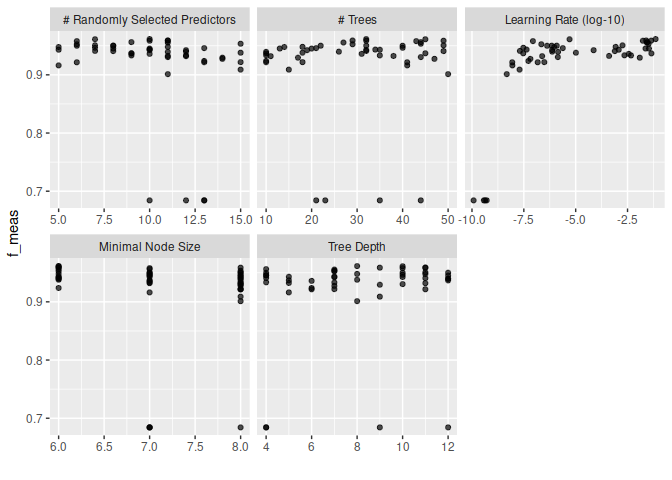 # Randomly Selected Predictors
# Trees
Learning Rate (log-10)
0.9
0.8
0.7
5.0 7.5 10.0 12.5 15.0
10 20 30 40 50
-10.0 -7.5 -5.0 -2.5
f_meas
Minimal Node Size
Tree Depth
0.9
0.8
0.7
6.0 6.5 7.0 7.5 8.0
4 6 8 10 12